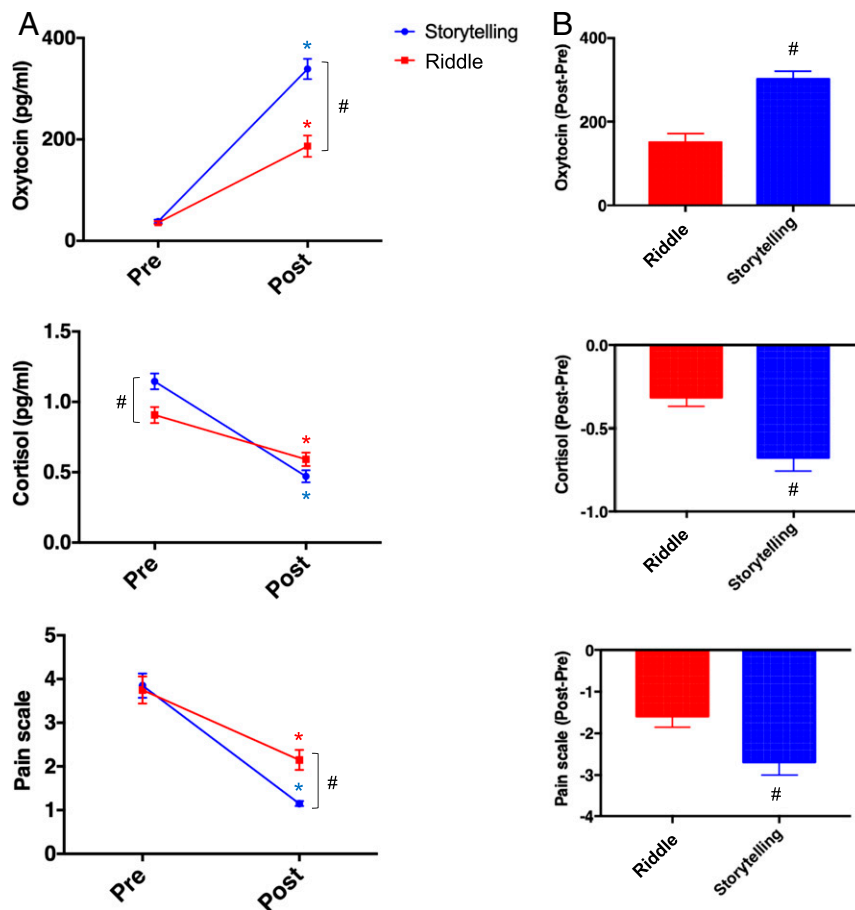 A
Oxytocin (pg/ml)
400
200
0
*
*
#
Pre
Post
Storytelling
Riddle
B
Oxytocin (Post-Pre)
400
200
0
#
Riddle
Storytelling
Cortisol (pg/ml)
1.5
1.0
0.5
0.0
#
*
*
Pre
Post
Cortisol (Post-Pre)
0.0
-0.5
-1.0
#
Riddle
Storytelling
Pain scale
5
4
3
2
1
0
*
*
#
Pre
Post
Pain scale (Post-Pre)
0
-1
-2
-3
-4
#
Riddle
Storytelling